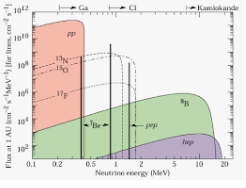 Ga
Cl
Kamiokande
10¹²
10¹⁰
10⁸
10⁶
10⁴
10²
0.1
0.2
0.5
1
2
5
10
20
pp
¹³N
¹⁵O
¹⁷F
⁷Be
pep
⁸B
hep
Flux at 1 AU (cm⁻² s⁻¹ MeV⁻¹) [for lines, cm⁻² s⁻¹]
Neutrino energy (MeV)